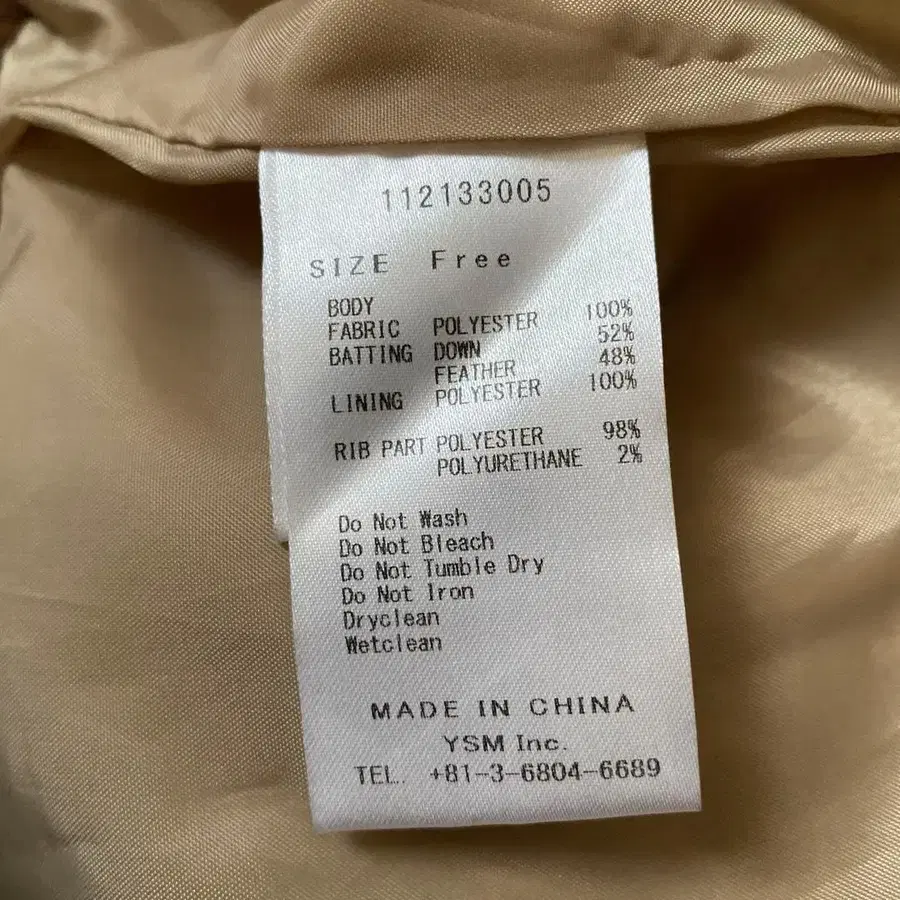 112133005
SIZE Free
BODY
FABRIC POLYESTER 100%
BATTING DOWN 52%
FEATHER 48%
LINING POLYESTER 100%
RIB PART POLYESTER 98%
POLYURETHANE 2%
Do Not Wash
Do Not Bleach
Do Not Tumble Dry
Do Not Iron
Dryclean
Wetclean
MADE IN CHINA
YSM Inc.
TEL. +81-3-6804-6689